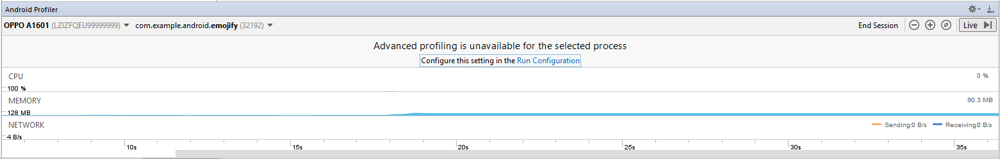 Android Profiler
OPPO A1601 (LZIZFQEU99999999) com.example.android.emojify (32192) End Session Live
Advanced profiling is unavailable for the selected process
Configure this setting in the Run Configuration
CPU 0 %
100 %
MEMORY 90.3 MB
128 MB
NETWORK Sending:0 B/s Receiving:0 B/s
4 B/s
10s 15s 20s 25s 30s 35s